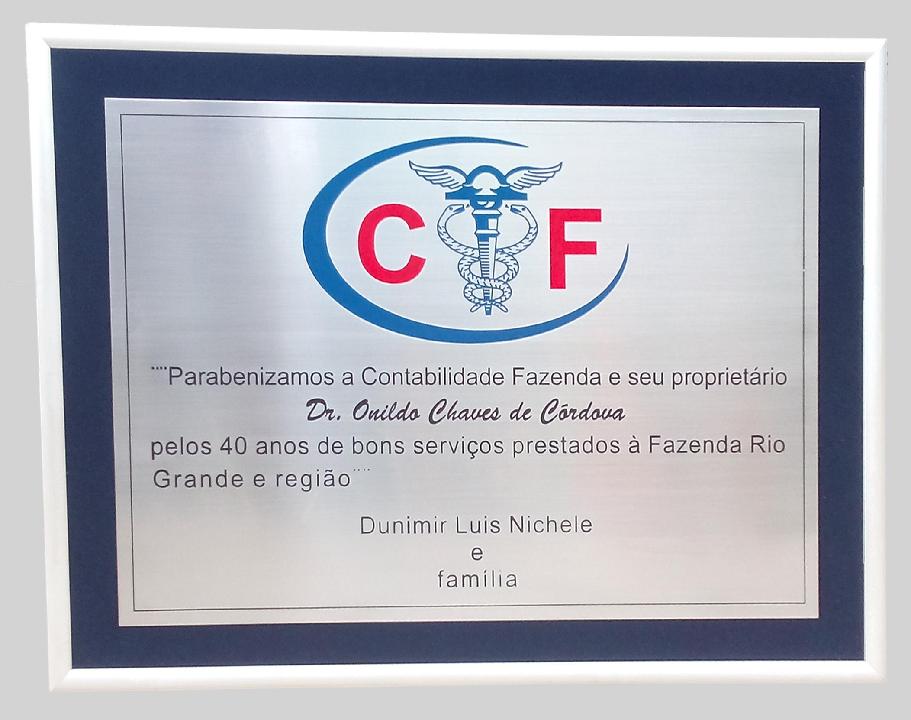 C F
¨¨Parabenizamos a Contabilidade Fazenda e seu proprietário
Dr. Onildo Chaves de Córdova
pelos 40 anos de bons serviços prestados à Fazenda Rio
Grande e região¨¨
Dunimir Luis Nichele
e
família